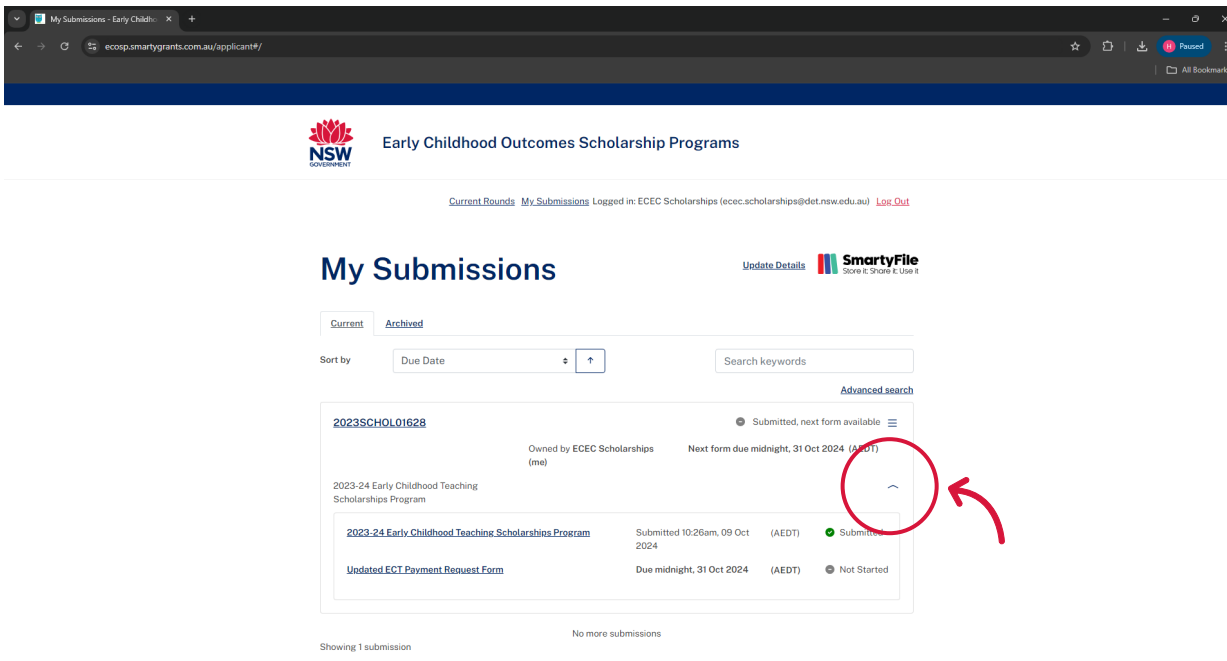 My Submissions - Early Childho
ecosp.smartygrants.com.au/applicant#/
H Paused
All Bookmark
NSW
GOVERNMENT
Early Childhood Outcomes Scholarship Programs
Current Rounds My Submissions Logged in: ECEC Scholarships (ecec.scholarships@det.nsw.edu.au) Log Out
My Submissions
Update Details
SmartyFile
Store it: Share it: Use it
Current Archived
Sort by Due Date Search keywords
Advanced search
2023SCHOL01628 Submitted, next form available
Owned by ECEC Scholarships Next form due midnight, 31 Oct 2024 (AEDT)
(me)
2023-24 Early Childhood Teaching
Scholarships Program
2023-24 Early Childhood Teaching Scholarships Program Submitted 10:26am, 09 Oct (AEDT) Submitted
2024
Updated ECT Payment Request Form Due midnight, 31 Oct 2024 (AEDT) Not Started
No more submissions
Showing 1 submission